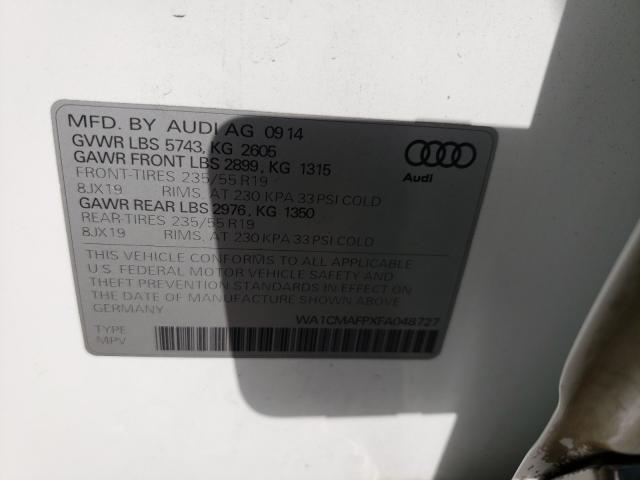 MFD. BY AUDI AG 09 14
GVWR LBS 5743, KG 2605
GAWR FRONT LBS 2899, KG 1315
FRONT-TIRES 235/55 R19
8JX19 RIMS, AT 230 KPA 33 PSI COLD
GAWR REAR LBS 2976, KG 1350
REAR-TIRES 235/55 R19
8JX19 RIMS, AT 230 KPA 33 PSI COLD
Audi
THIS VEHICLE CONFORMS TO ALL APPLICABLE
U.S. FEDERAL MOTOR VEHICLE SAFETY AND
THEFT PREVENTION STANDARDS IN EFFECT ON
THE DATE OF MANUFACTURE SHOWN ABOVE
GERMANY
WA1CMAFPXFA048727
TYPE
MPV